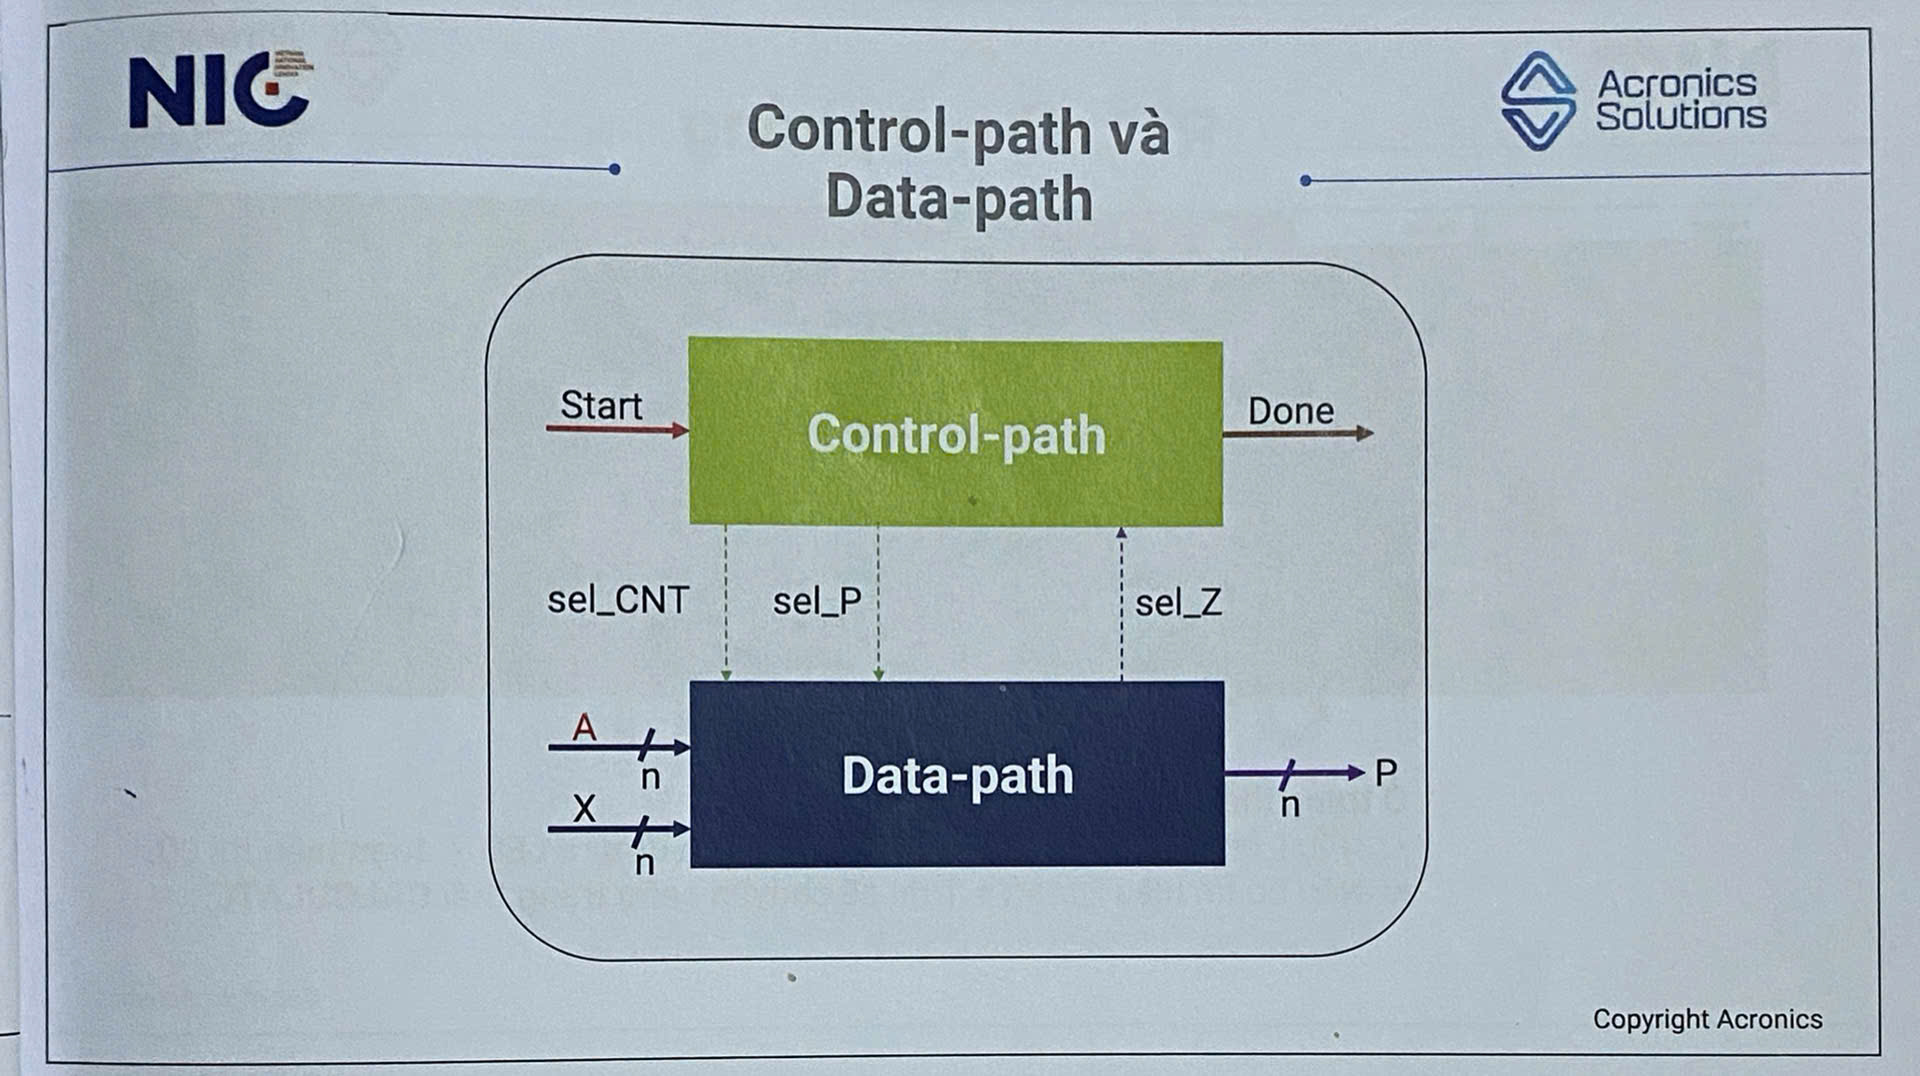 NIC
Acronics
Solutions
Control-path và
Data-path
Start
Control-path
Done
sel_CNT
sel_P
sel_Z
A
n
X
n
Data-path
n
P
Copyright Acronics